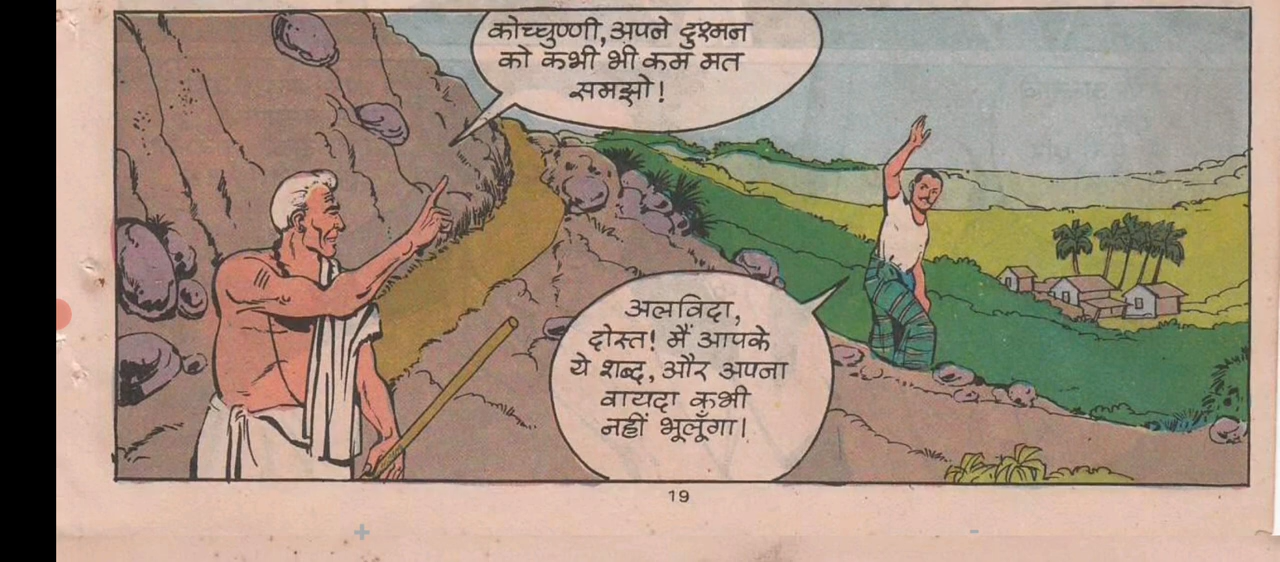 कोच्चुण्णी, अपने दुश्मन
को कभी भी कम मत
समझो!
अलविदा,
दोस्त! मैं आपके
ये शब्द, और अपना
वायदा कभी
नहीं भूलूँगा।
19